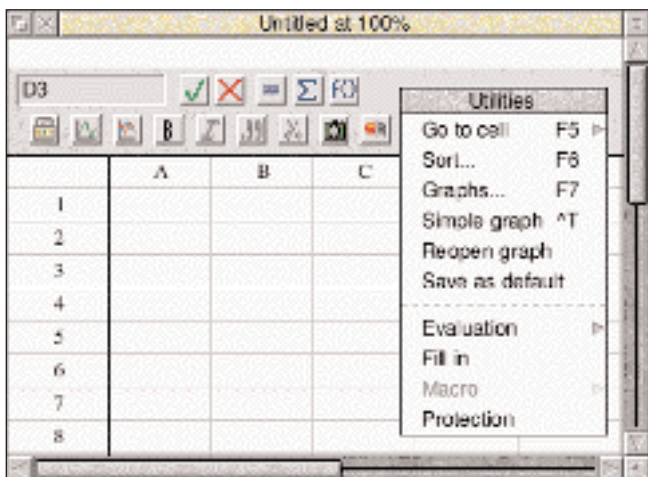 Untitled at 100%
D3
= Σ f()
B I
Utilities
Go to cell F5
Sort... F6
Graphs... F7
Simple graph ^T
Reopen graph
Save as default
Evaluation
Fill in
Macro
Protection
A B C
1
2
3
4
5
6
7
8